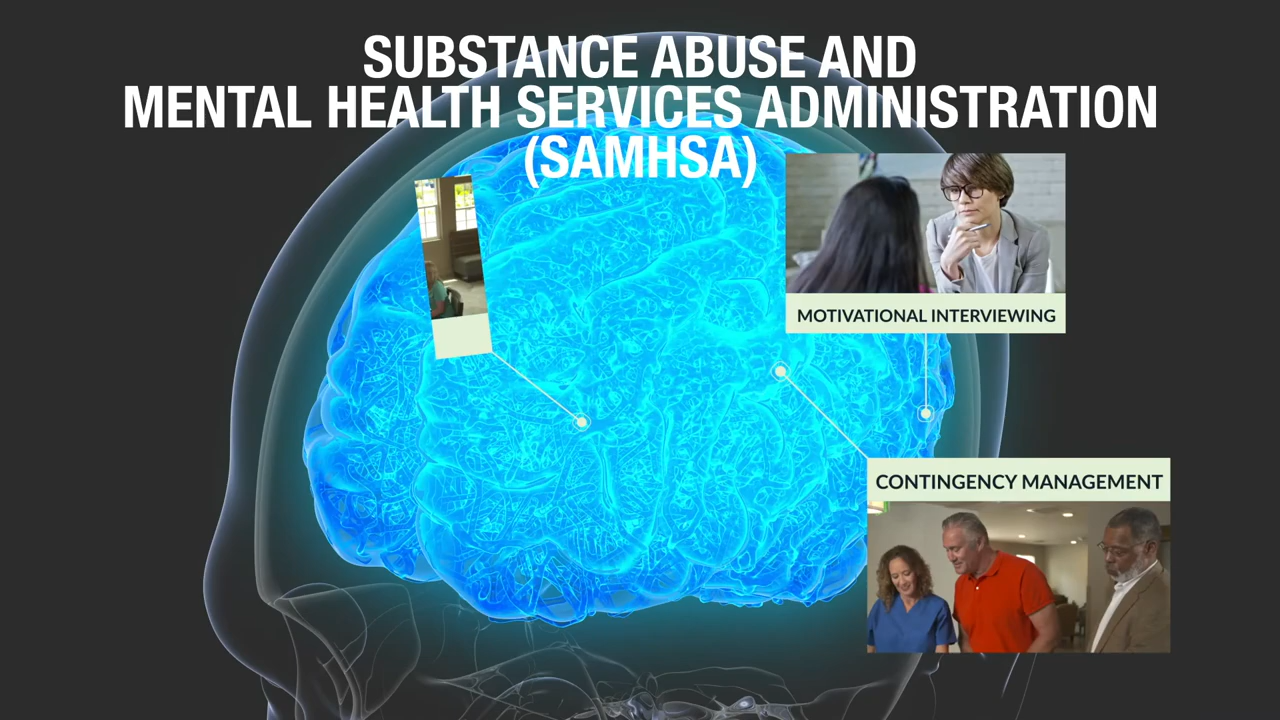 SUBSTANCE ABUSE AND
MENTAL HEALTH SERVICES ADMINISTRATION
(SAMHSA)
MOTIVATIONAL INTERVIEWING
CONTINGENCY MANAGEMENT